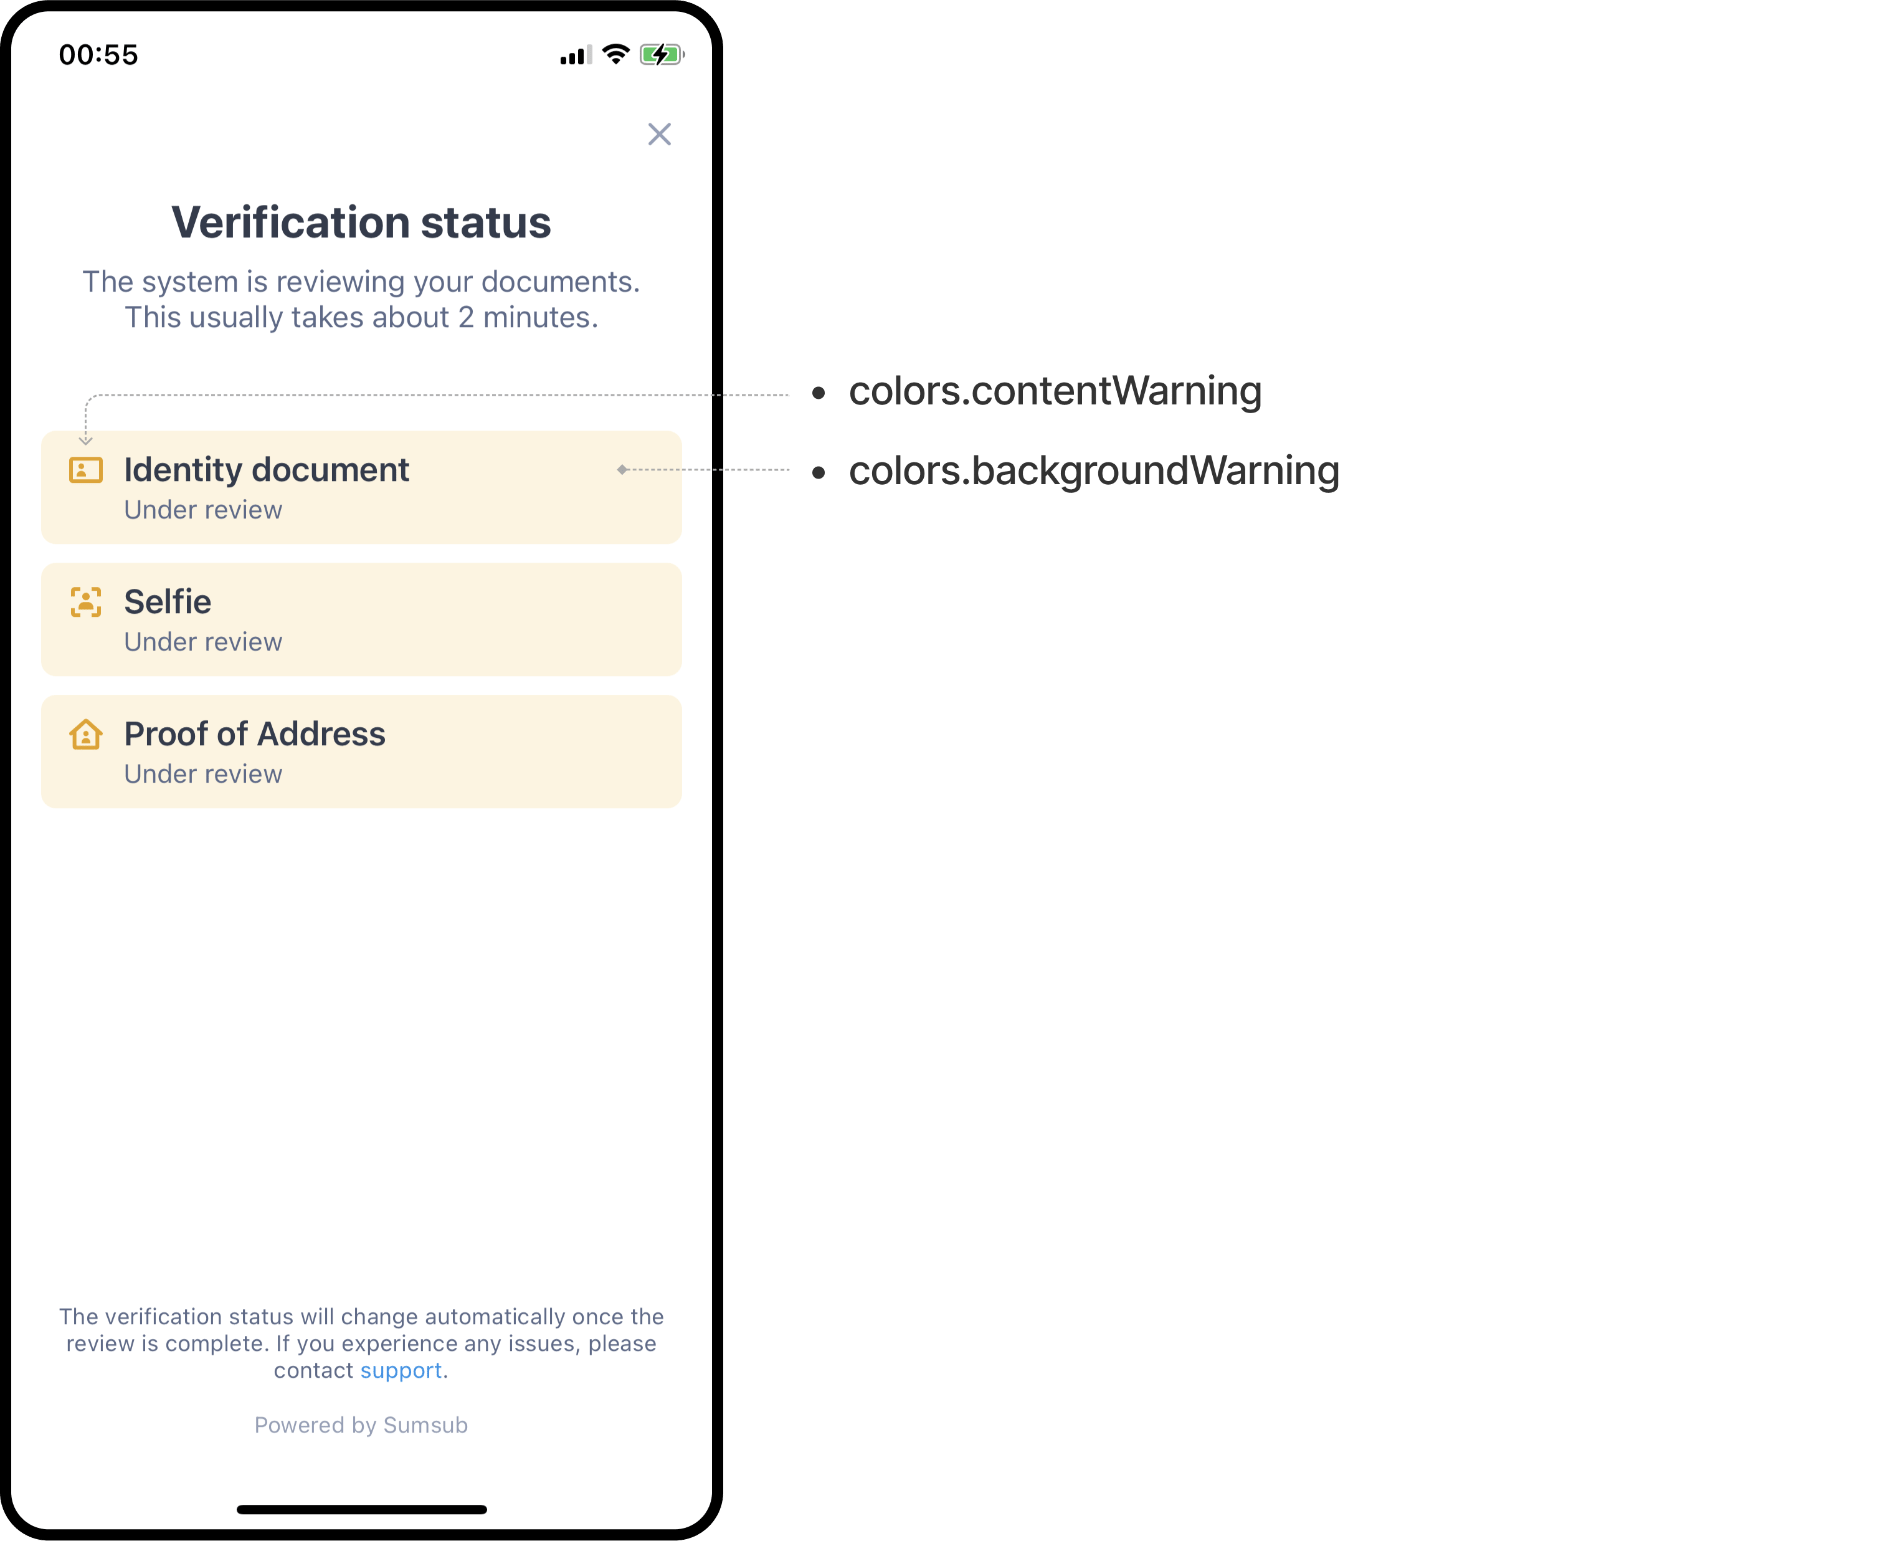 00:55
Verification status
The system is reviewing your documents.
This usually takes about 2 minutes.
• colors.contentWarning
Identity document
• colors.backgroundWarning
Under review
Selfie
Under review
Proof of Address
Under review
The verification status will change automatically once the
review is complete. If you experience any issues, please
contact support.
Powered by Sumsub